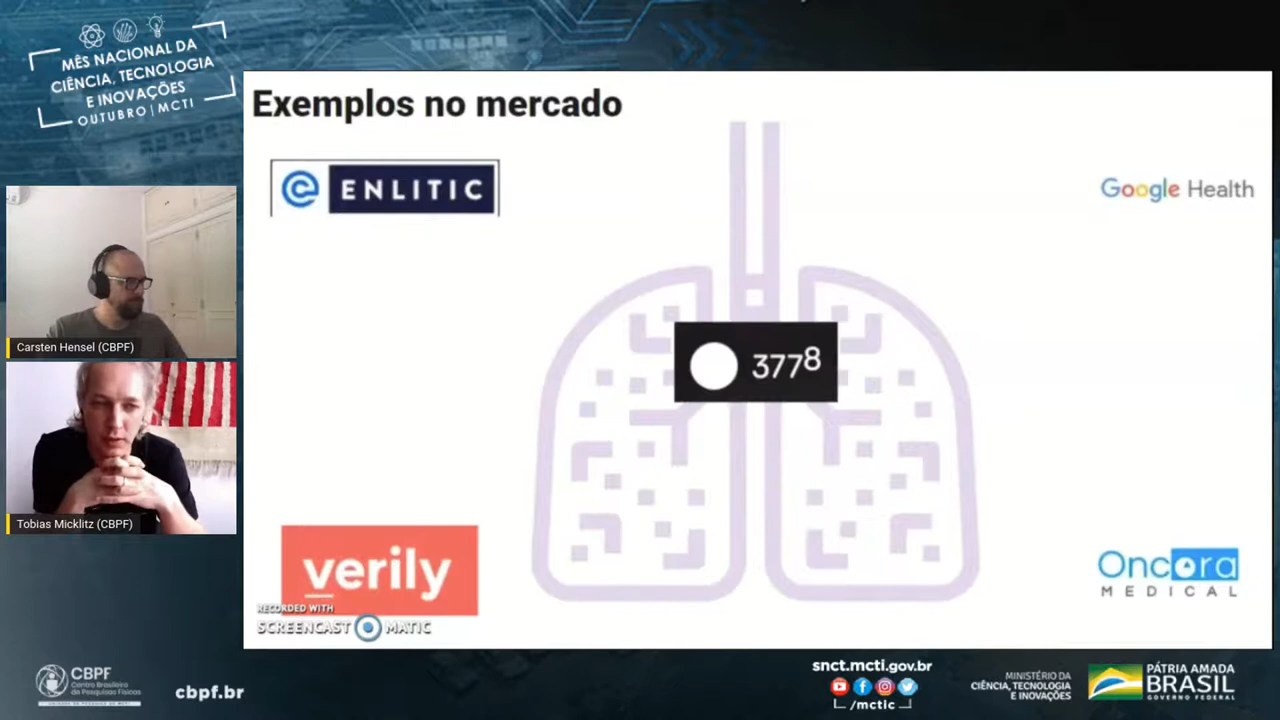 MÊS NACIONAL DA
CIÊNCIA, TECNOLOGIA
E INOVAÇÕES
OUTUBRO | MCTI
Exemplos no mercado
ENLITIC
Google Health
3778
Carsten Hensel (CBPF)
Tobias Micklitz (CBPF)
verily
Oncora
MEDICAL
RECORDED WITH
SCREENCAST MATIC
CBPF
Centro Brasileiro
de Pesquisas Físicas
cbpf.br
snct.mcti.gov.br
/mctic
MINISTÉRIO DA
CIÊNCIA, TECNOLOGIA
E INOVAÇÕES
PÁTRIA AMADA
BRASIL
GOVERNO FEDERAL